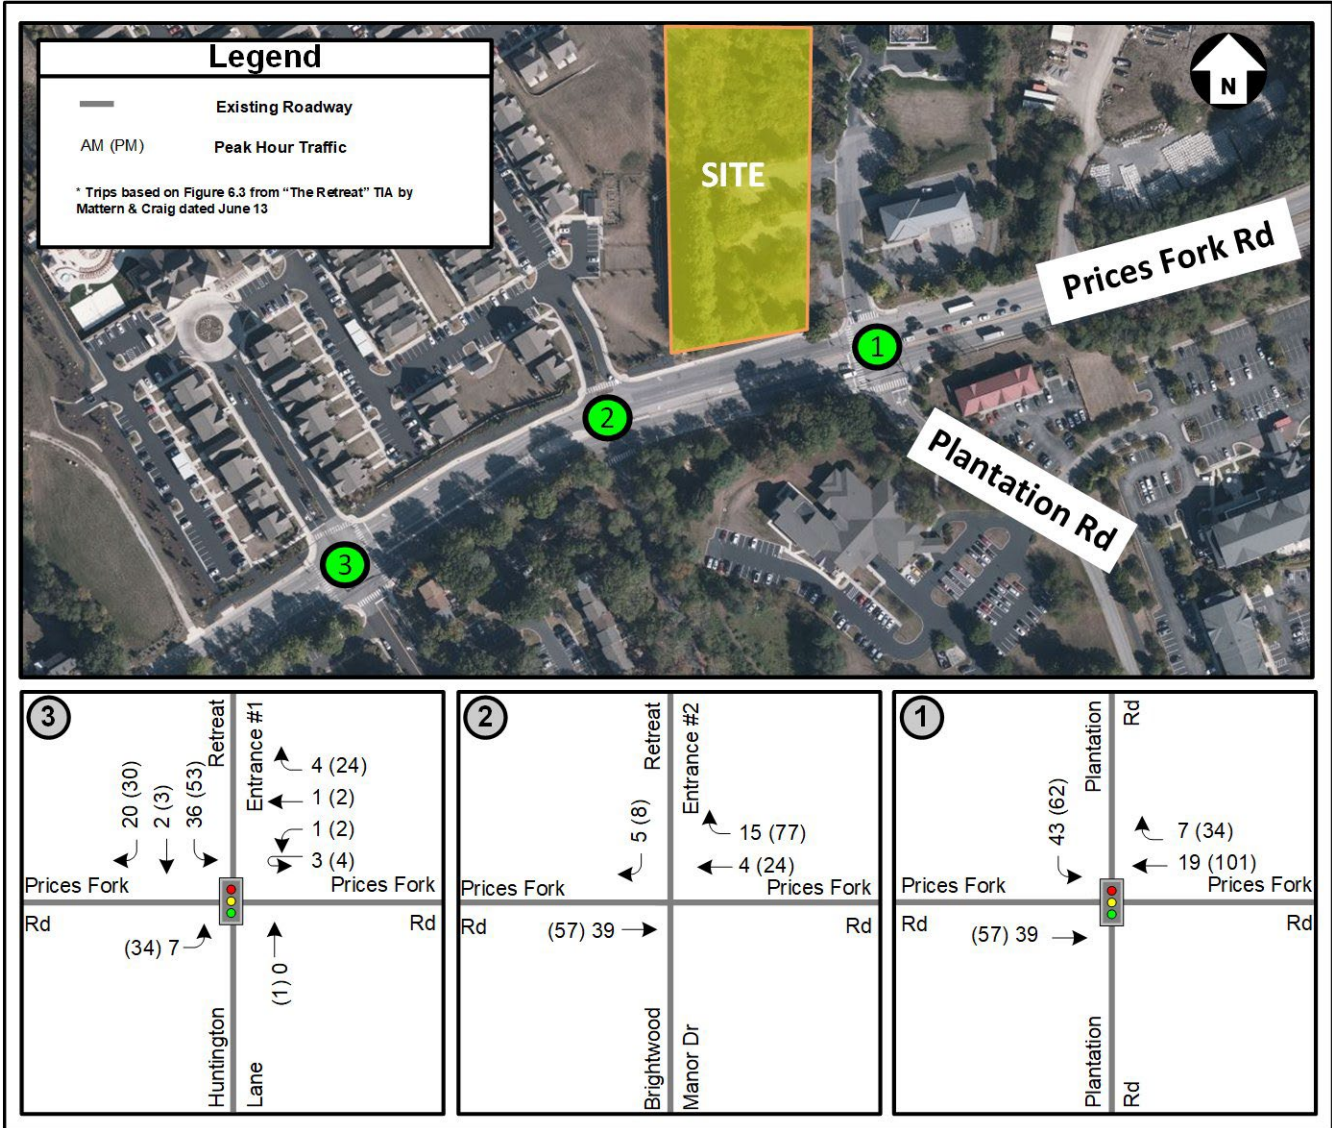 Legend
Existing Roadway
AM (PM) Peak Hour Traffic
* Trips based on Figure 6.3 from “The Retreat” TIA by
Mattern & Craig dated June 13
SITE
N
Prices Fork Rd
Plantation Rd
1
2
3
3
Retreat
Entrance #1
20 (30)
2 (3)
36 (53)
4 (24)
1 (2)
1 (2)
3 (4)
Prices Fork
Prices Fork
Rd
Rd
(34) 7
(1) 0
Huntington
Lane
2
Retreat
Entrance #2
5 (8)
15 (77)
4 (24)
Prices Fork
Prices Fork
Rd
Rd
(57) 39
Brightwood
Manor Dr
1
Plantation
Rd
43 (62)
7 (34)
19 (101)
Prices Fork
Prices Fork
Rd
Rd
(57) 39
Plantation
Rd